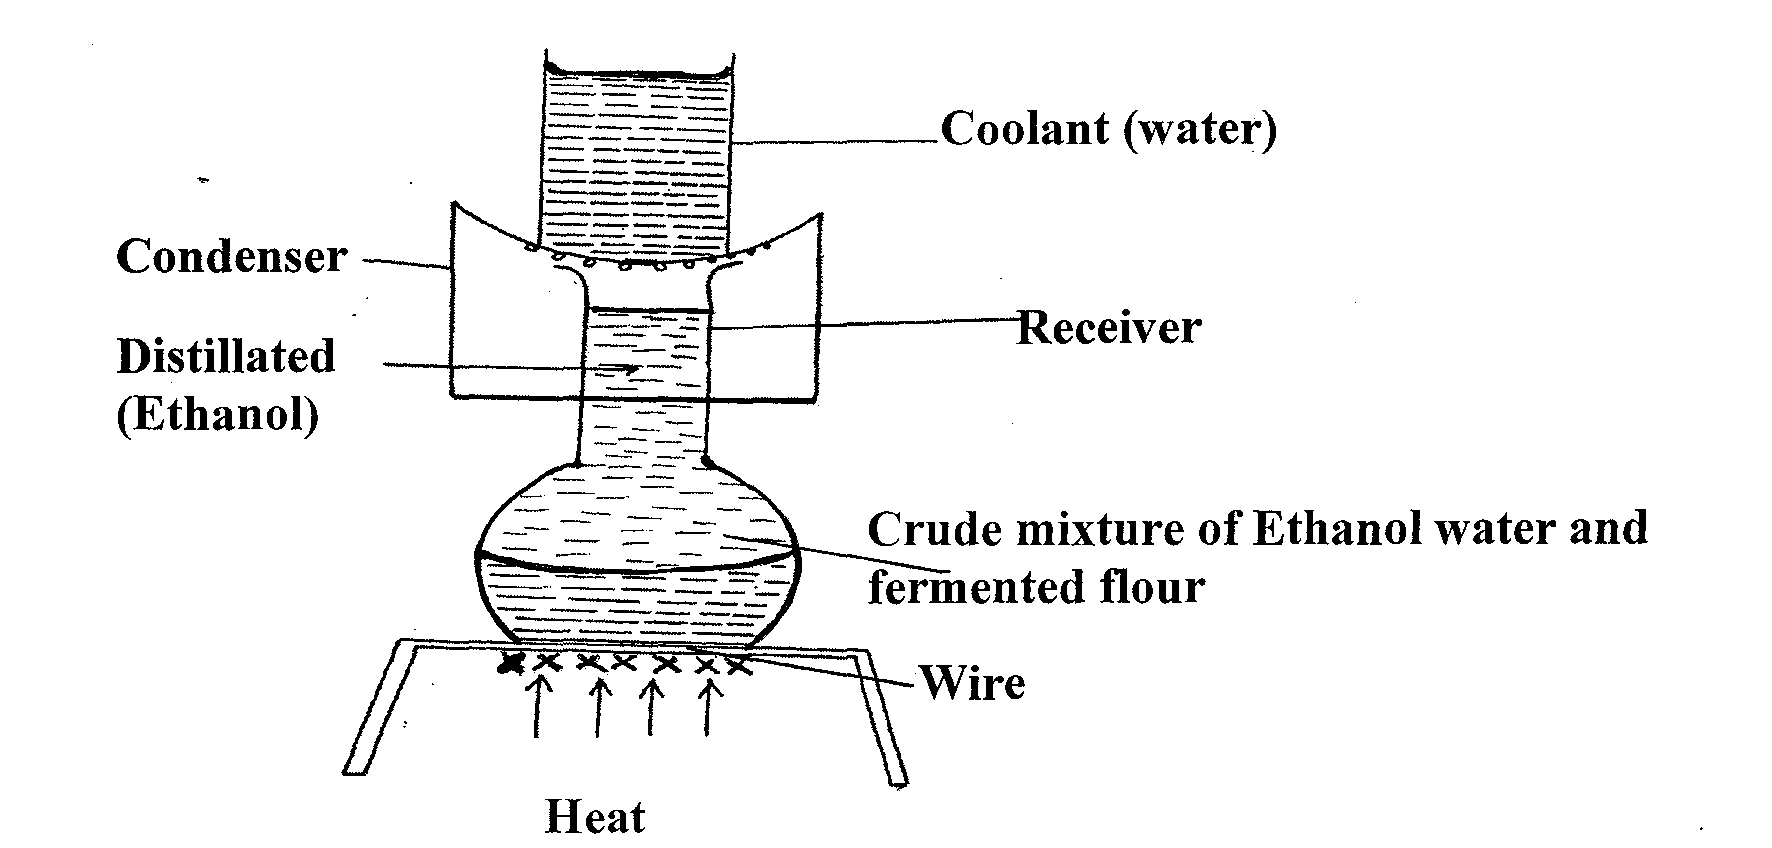 Coolant (water)
Condenser
Receiver
Distillated
(Ethanol)
Crude mixture of Ethanol water and
fermented flour
Wire
Heat